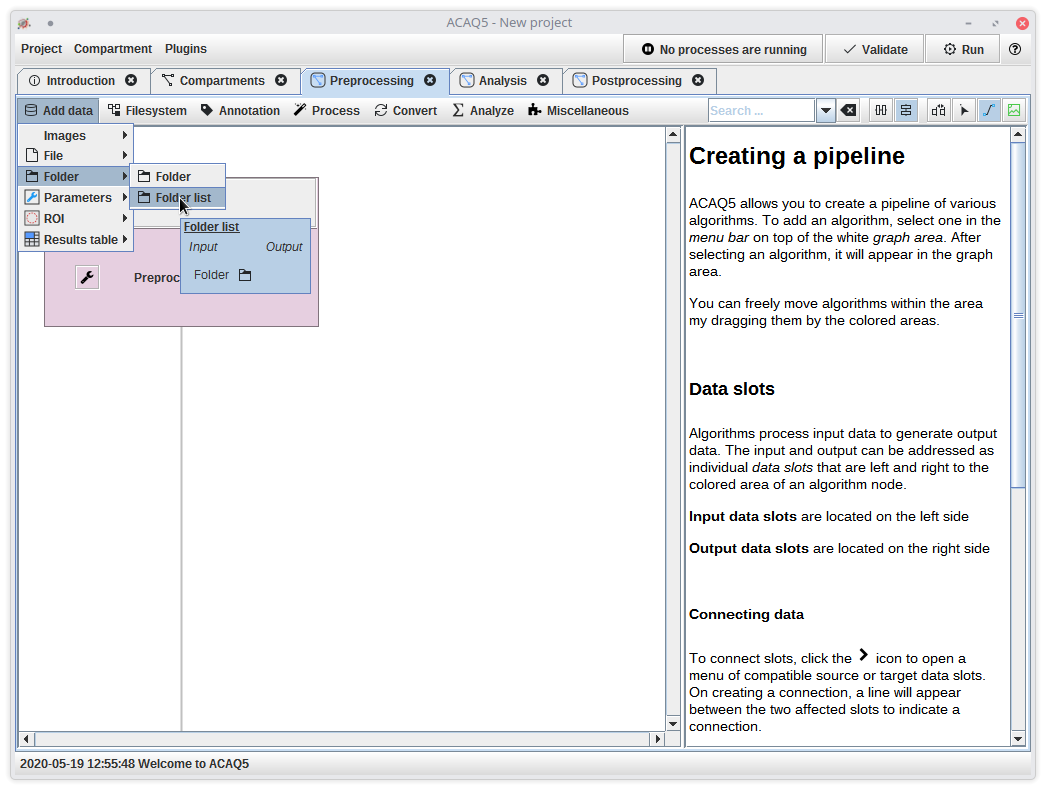 ACAQ5 - New project
Project Compartment Plugins
No processes are running
Validate
Run
Introduction
Compartments
Preprocessing
Analysis
Postprocessing
Add data
Filesystem
Annotation
Process
Convert
Analyze
Miscellaneous
Search ...
Images
File
Folder
Parameters
ROI
Results table
Folder
Folder list
Folder list
Input Output
Folder
Preproc
Creating a pipeline
ACAQ5 allows you to create a pipeline of various
algorithms. To add an algorithm, select one in the
menu bar on top of the white graph area. After
selecting an algorithm, it will appear in the graph
area.
You can freely move algorithms within the area
my dragging them by the colored areas.
Data slots
Algorithms process input data to generate output
data. The input and output can be addressed as
individual data slots that are left and right to the
colored area of an algorithm node.
Input data slots are located on the left side
Output data slots are located on the right side
Connecting data
To connect slots, click the icon to open a
menu of compatible source or target data slots.
On creating a connection, a line will appear
between the two affected slots to indicate a
connection.
2020-05-19 12:55:48 Welcome to ACAQ5